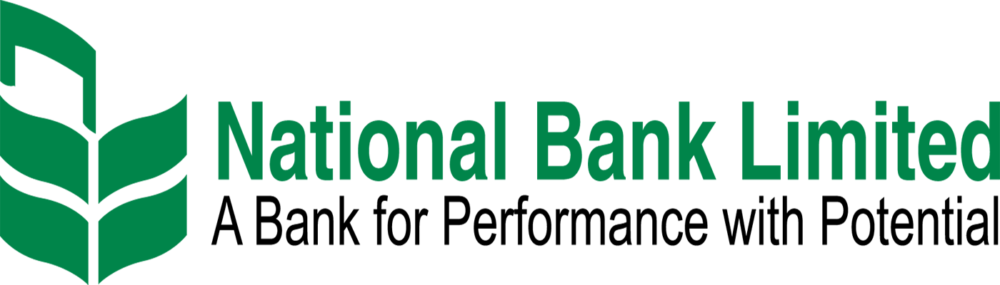 National Bank Limited
A Bank for Performance with Potential